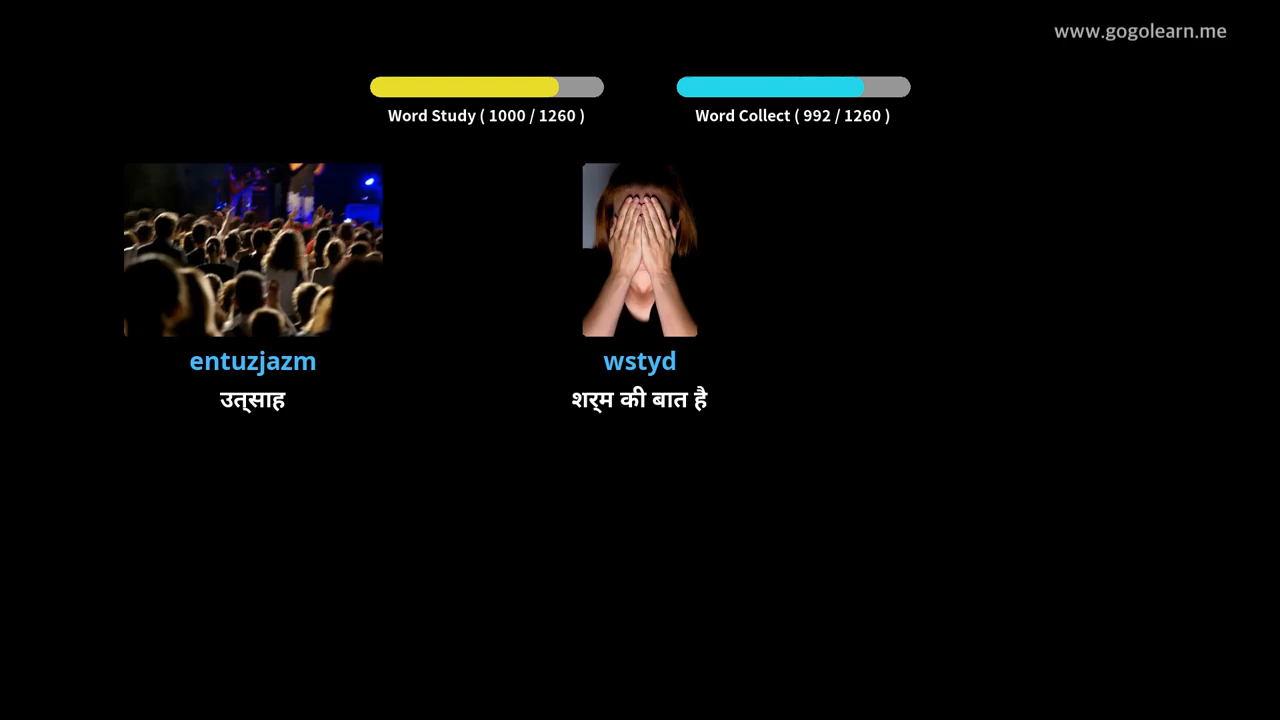 www.gogolearn.me
Word Study ( 1000 / 1260 )
Word Collect ( 992 / 1260 )
entuzjazm
उत्साह
wstyd
शर्म की बात है